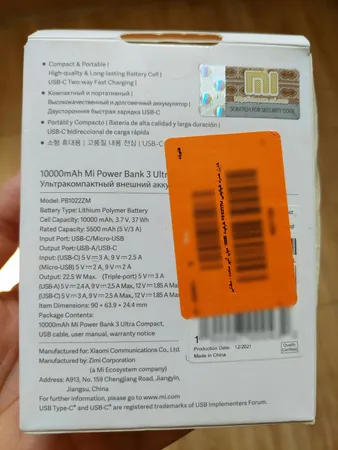 Compact & Portable |
High-quality & Long-lasting Battery Cell |
USB-C Two-way Fast Charging |
Компактный и портативный |
Высококачественный и долговечный аккумулятор |
Двусторонняя быстрая зарядка USB-C
Portátil y Compacto | Batería de alta calidad y larga duración |
USB-C bidireccional de carga rápida
소형 휴대용 | 고품질 내용 전심 | USB-C
SCRATCH FOR SECURITY CODE
10000mAh Mi Power Bank 3 Ultra
Ультракомпактный внешний аккуму
Model: PB1022ZM
Battery Type: Lithium Polymer Battery
Cell Capacity: 10000 mAh, 3.7 V, 37 Wh
Rated Capacity: 5500 mAh (5 V/3 A)
Input Port: USB-C/Micro-USB
Output Port: USB-A/USB-C
Input: (USB-C) 5 V⎓3 A, 9 V⎓2.5 A
(Micro-USB) 5 V⎓2 A, 9 V⎓2 A
Output: 22.5 W Max. (Triple-port) 5 V⎓3 A
(USB-A) 5 V⎓2.4 A, 9 V⎓2.5 A Max., 12 V⎓1.85 A Ma
(USB-C) 5 V⎓3 A, 9 V⎓2.5 A Max., 12 V⎓1.85 A Ma
Item Dimensions: 90 × 63.9 × 24.4 mm
Package Contents:
10000mAh Mi Power Bank 3 Ultra Compact,
USB cable, user manual, warranty notice
Production Date: 12/2021
Made in China
Quality Certified
Manufactured for: Xiaomi Communications Co., Ltd.
Manufactured by: Zimi Corporation
(a Mi Ecosystem company)
Address: A913, No. 159 Chengjiang Road, Jiangyin,
Jiangsu, China
For further information, please go to www.mi.com
USB Type-C® and USB-C® are registered trademarks of USB Implementers Forum.